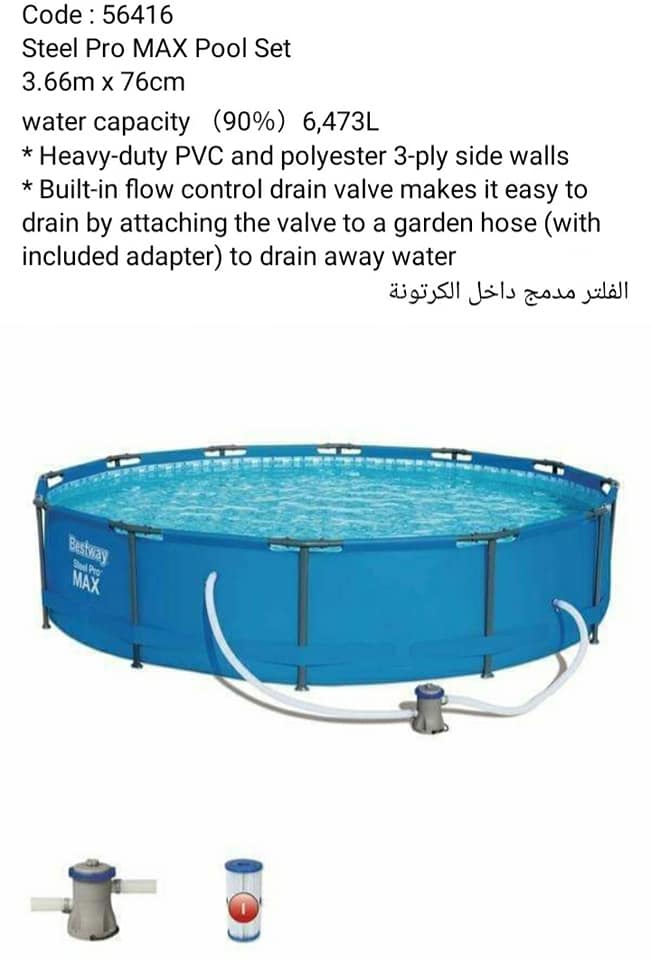 Code : 56416
Steel Pro MAX Pool Set
3.66m x 76cm
water capacity （90%）6,473L
* Heavy-duty PVC and polyester 3-ply side walls
* Built-in flow control drain valve makes it easy to
drain by attaching the valve to a garden hose (with
included adapter) to drain away water
الفلتر مدمج داخل الكرتونة
Bestway
Steel Pro
MAX
I